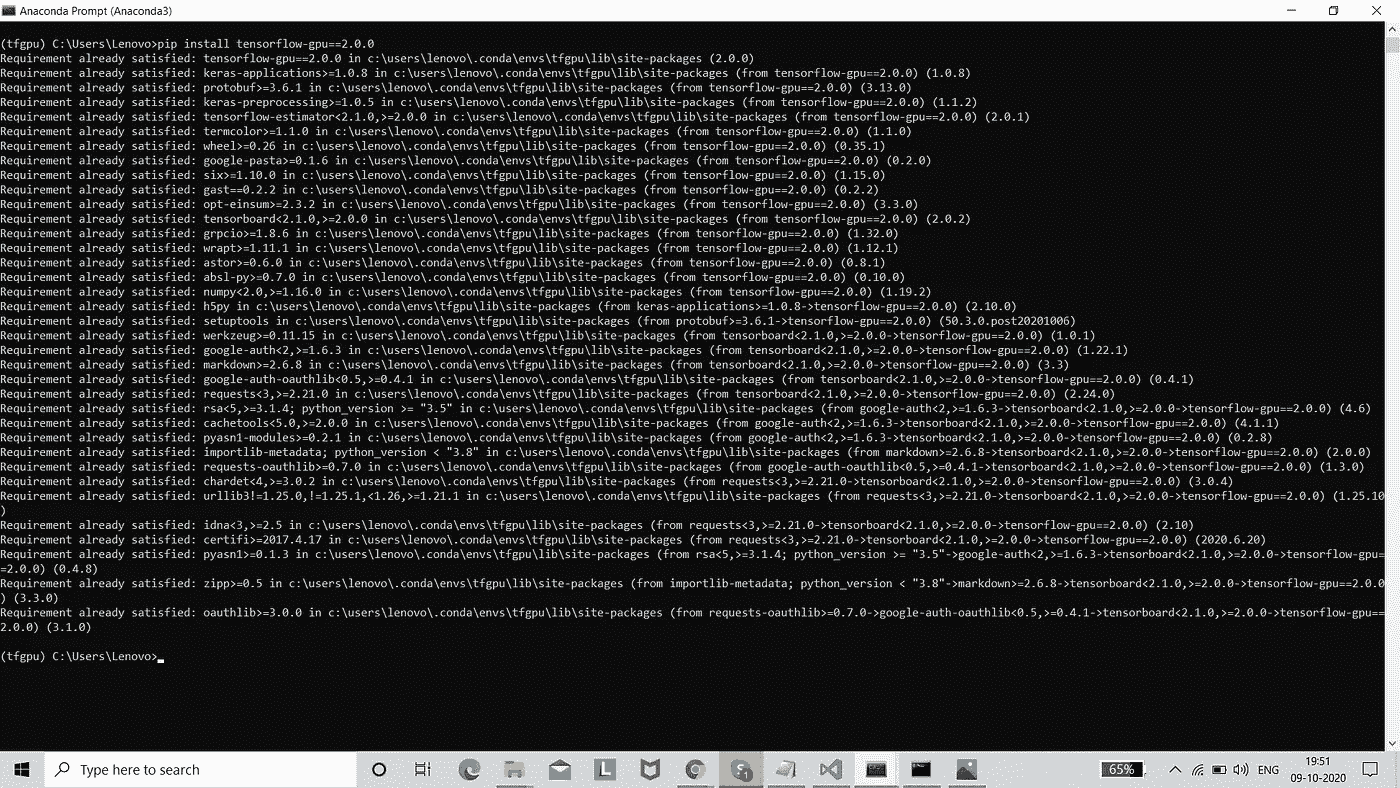 Anaconda Prompt (Anaconda3)
(tfgpu) C:\Users\Lenovo>pip install tensorflow-gpu==2.0.0
Requirement already satisfied: tensorflow-gpu==2.0.0 in c:\users\lenovo\.conda\envs\tfgpu\lib\site-packages (2.0.0)
Requirement already satisfied: keras-applications>=1.0.8 in c:\users\lenovo\.conda\envs\tfgpu\lib\site-packages (from tensorflow-gpu==2.0.0) (1.0.8)
Requirement already satisfied: protobuf>=3.6.1 in c:\users\lenovo\.conda\envs\tfgpu\lib\site-packages (from tensorflow-gpu==2.0.0) (3.13.0)
Requirement already satisfied: keras-preprocessing>=1.0.5 in c:\users\lenovo\.conda\envs\tfgpu\lib\site-packages (from tensorflow-gpu==2.0.0) (1.1.2)
Requirement already satisfied: tensorflow-estimator<2.1.0,>=2.0.0 in c:\users\lenovo\.conda\envs\tfgpu\lib\site-packages (from tensorflow-gpu==2.0.0) (2.0.1)
Requirement already satisfied: termcolor>=1.1.0 in c:\users\lenovo\.conda\envs\tfgpu\lib\site-packages (from tensorflow-gpu==2.0.0) (1.1.0)
Requirement already satisfied: wheel>=0.26 in c:\users\lenovo\.conda\envs\tfgpu\lib\site-packages (from tensorflow-gpu==2.0.0) (0.35.1)
Requirement already satisfied: google-pasta>=0.1.6 in c:\users\lenovo\.conda\envs\tfgpu\lib\site-packages (from tensorflow-gpu==2.0.0) (0.2.0)
Requirement already satisfied: six>=1.10.0 in c:\users\lenovo\.conda\envs\tfgpu\lib\site-packages (from tensorflow-gpu==2.0.0) (1.15.0)
Requirement already satisfied: gast==0.2.2 in c:\users\lenovo\.conda\envs\tfgpu\lib\site-packages (from tensorflow-gpu==2.0.0) (0.2.2)
Requirement already satisfied: opt-einsum>=2.3.2 in c:\users\lenovo\.conda\envs\tfgpu\lib\site-packages (from tensorflow-gpu==2.0.0) (3.3.0)
Requirement already satisfied: tensorboard<2.1.0,>=2.0.0 in c:\users\lenovo\.conda\envs\tfgpu\lib\site-packages (from tensorflow-gpu==2.0.0) (2.0.2)
Requirement already satisfied: grpcio>=1.8.6 in c:\users\lenovo\.conda\envs\tfgpu\lib\site-packages (from tensorflow-gpu==2.0.0) (1.32.0)
Requirement already satisfied: wrapt>=1.11.1 in c:\users\lenovo\.conda\envs\tfgpu\lib\site-packages (from tensorflow-gpu==2.0.0) (1.12.1)
Requirement already satisfied: astor>=0.6.0 in c:\users\lenovo\.conda\envs\tfgpu\lib\site-packages (from tensorflow-gpu==2.0.0) (0.8.1)
Requirement already satisfied: absl-py>=0.7.0 in c:\users\lenovo\.conda\envs\tfgpu\lib\site-packages (from tensorflow-gpu==2.0.0) (0.10.0)
Requirement already satisfied: numpy<2.0,>=1.16.0 in c:\users\lenovo\.conda\envs\tfgpu\lib\site-packages (from tensorflow-gpu==2.0.0) (1.19.2)
Requirement already satisfied: h5py in c:\users\lenovo\.conda\envs\tfgpu\lib\site-packages (from keras-applications>=1.0.8->tensorflow-gpu==2.0.0) (2.10.0)
Requirement already satisfied: setuptools in c:\users\lenovo\.conda\envs\tfgpu\lib\site-packages (from protobuf>=3.6.1->tensorflow-gpu==2.0.0) (50.3.0.post20201006)
Requirement already satisfied: werkzeug>=0.11.15 in c:\users\lenovo\.conda\envs\tfgpu\lib\site-packages (from tensorboard<2.1.0,>=2.0.0->tensorflow-gpu==2.0.0) (1.0.1)
Requirement already satisfied: google-auth<2,>=1.6.3 in c:\users\lenovo\.conda\envs\tfgpu\lib\site-packages (from tensorboard<2.1.0,>=2.0.0->tensorflow-gpu==2.0.0) (1.22.1)
Requirement already satisfied: markdown>=2.6.8 in c:\users\lenovo\.conda\envs\tfgpu\lib\site-packages (from tensorboard<2.1.0,>=2.0.0->tensorflow-gpu==2.0.0) (3.3)
Requirement already satisfied: google-auth-oauthlib<0.5,>=0.4.1 in c:\users\lenovo\.conda\envs\tfgpu\lib\site-packages (from tensorboard<2.1.0,>=2.0.0->tensorflow-gpu==2.0.0) (0.4.1)
Requirement already satisfied: requests<3,>=2.21.0 in c:\users\lenovo\.conda\envs\tfgpu\lib\site-packages (from tensorboard<2.1.0,>=2.0.0->tensorflow-gpu==2.0.0) (2.24.0)
Requirement already satisfied: rsa<5,>=3.1.4; python_version >= "3.5" in c:\users\lenovo\.conda\envs\tfgpu\lib\site-packages (from google-auth<2,>=1.6.3->tensorboard<2.1.0,>=2.0.0->tensorflow-gpu==2.0.0) (4.6)
Requirement already satisfied: cachetools<5.0,>=2.0.0 in c:\users\lenovo\.conda\envs\tfgpu\lib\site-packages (from google-auth<2,>=1.6.3->tensorboard<2.1.0,>=2.0.0->tensorflow-gpu==2.0.0) (4.1.1)
Requirement already satisfied: pyasn1-modules>=0.2.1 in c:\users\lenovo\.conda\envs\tfgpu\lib\site-packages (from google-auth<2,>=1.6.3->tensorboard<2.1.0,>=2.0.0->tensorflow-gpu==2.0.0) (0.2.8)
Requirement already satisfied: importlib-metadata; python_version < "3.8" in c:\users\lenovo\.conda\envs\tfgpu\lib\site-packages (from markdown>=2.6.8->tensorboard<2.1.0,>=2.0.0->tensorflow-gpu==2.0.0) (2.0.0)
Requirement already satisfied: requests-oauthlib>=0.7.0 in c:\users\lenovo\.conda\envs\tfgpu\lib\site-packages (from google-auth-oauthlib<0.5,>=0.4.1->tensorboard<2.1.0,>=2.0.0->tensorflow-gpu==2.0.0) (1.3.0)
Requirement already satisfied: chardet<4,>=3.0.2 in c:\users\lenovo\.conda\envs\tfgpu\lib\site-packages (from requests<3,>=2.21.0->tensorboard<2.1.0,>=2.0.0->tensorflow-gpu==2.0.0) (3.0.4)
Requirement already satisfied: urllib3!=1.25.0,!=1.25.1,<1.26,>=1.21.1 in c:\users\lenovo\.conda\envs\tfgpu\lib\site-packages (from requests<3,>=2.21.0->tensorboard<2.1.0,>=2.0.0->tensorflow-gpu==2.0.0) (1.25.10
)
Requirement already satisfied: idna<3,>=2.5 in c:\users\lenovo\.conda\envs\tfgpu\lib\site-packages (from requests<3,>=2.21.0->tensorboard<2.1.0,>=2.0.0->tensorflow-gpu==2.0.0) (2.10)
Requirement already satisfied: certifi>=2017.4.17 in c:\users\lenovo\.conda\envs\tfgpu\lib\site-packages (from requests<3,>=2.21.0->tensorboard<2.1.0,>=2.0.0->tensorflow-gpu==2.0.0) (2020.6.20)
Requirement already satisfied: pyasn1>=0.1.3 in c:\users\lenovo\.conda\envs\tfgpu\lib\site-packages (from rsa<5,>=3.1.4; python_version >= "3.5"->google-auth<2,>=1.6.3->tensorboard<2.1.0,>=2.0.0->tensorflow-gpu=
=2.0.0) (0.4.8)
Requirement already satisfied: zipp>=0.5 in c:\users\lenovo\.conda\envs\tfgpu\lib\site-packages (from importlib-metadata; python_version < "3.8"->markdown>=2.6.8->tensorboard<2.1.0,>=2.0.0->tensorflow-gpu==2.0.0
) (3.3.0)
Requirement already satisfied: oauthlib>=3.0.0 in c:\users\lenovo\.conda\envs\tfgpu\lib\site-packages (from requests-oauthlib>=0.7.0->google-auth-oauthlib<0.5,>=0.4.1->tensorboard<2.1.0,>=2.0.0->tensorflow-gpu==
2.0.0) (3.1.0)
(tfgpu) C:\Users\Lenovo>
Type here to search
L
1
65%
ENG
19:51
09-10-2020